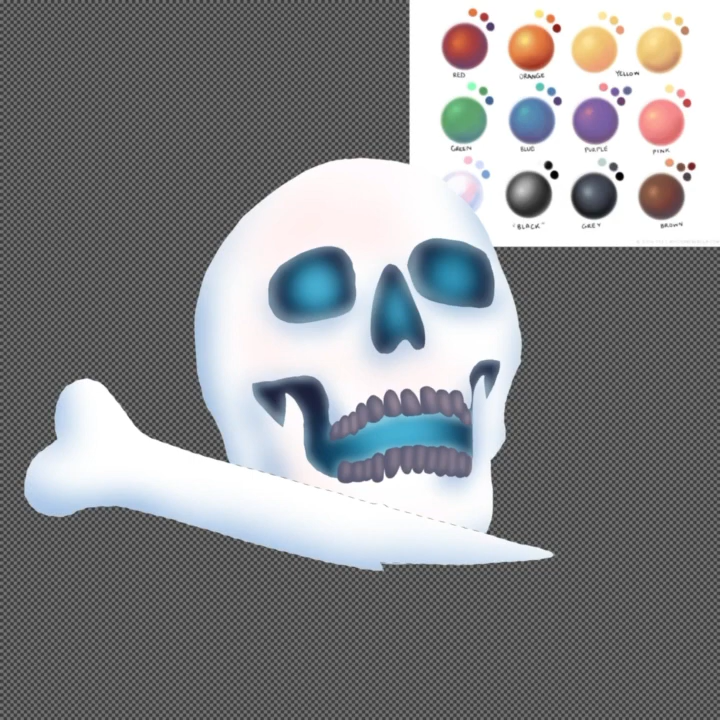 RED
ORANGE
YELLOW
GREEN
BLUE
PURPLE
PINK
"BLACK"
GREY
BROWN